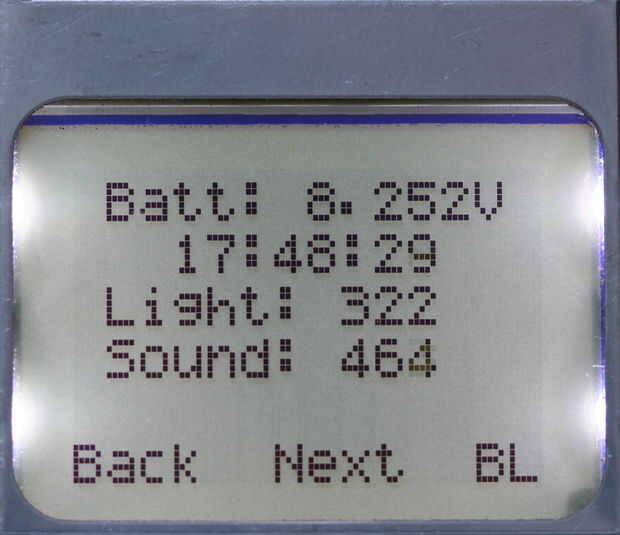 Batt: 8.252V
17:48:29
Light: 322
Sound: 464
Back Next BL